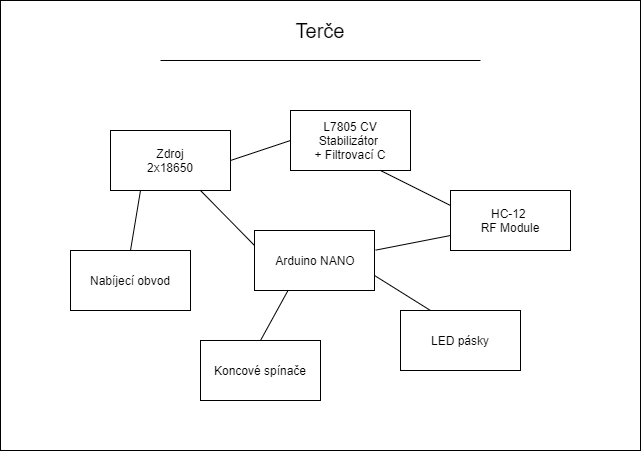 Terče
L7805 CV
Stabilizátor
+ Filtrovací C
Zdroj
2x18650
HC-12
RF Module
Arduino NANO
Nabíjecí obvod
LED pásky
Koncové spínače